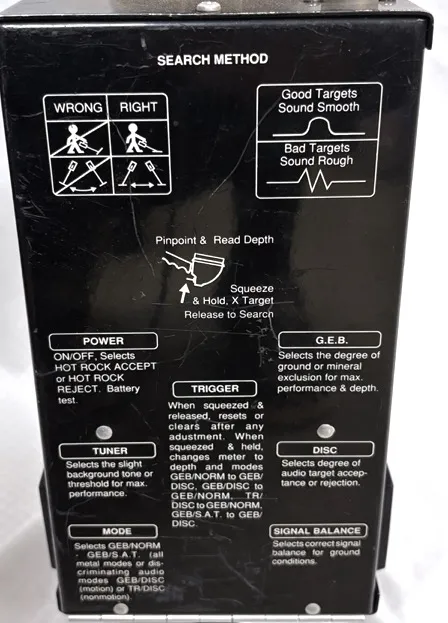 SEARCH METHOD
WRONG RIGHT
Good Targets
Sound Smooth
Bad Targets
Sound Rough
Pinpoint & Read Depth
Squeeze
& Hold, X Target
Release to Search
POWER
ON/OFF, Selects
HOT ROCK ACCEPT
or HOT ROCK
REJECT. Battery
test.
G.E.B.
Selects the degree of
ground or mineral
exclusion for max.
performance & depth.
TRIGGER
When squeezed &
released, resets or
clears after any
adustment. When
squeezed & held,
changes meter to
depth and modes
GEB/NORM to GEB/
DISC, GEB/DISC to
GEB/NORM, TR/
DISC to GEB/NORM,
GEB/S.A.T. to GEB/
DISC.
TUNER
Selects the slight
background tone or
threshold for max.
performance.
DISC
Selects degree of
audio target accep-
tance or rejection.
MODE
Selects GEB/NORM
- GEB/S.A.T. (all
metal modes or dis-
criminating audio
modes GEB/DISC
(motion) or TR/DISC
(nonmotion).
SIGNAL BALANCE
Selects correct signal
balance for ground
conditions.